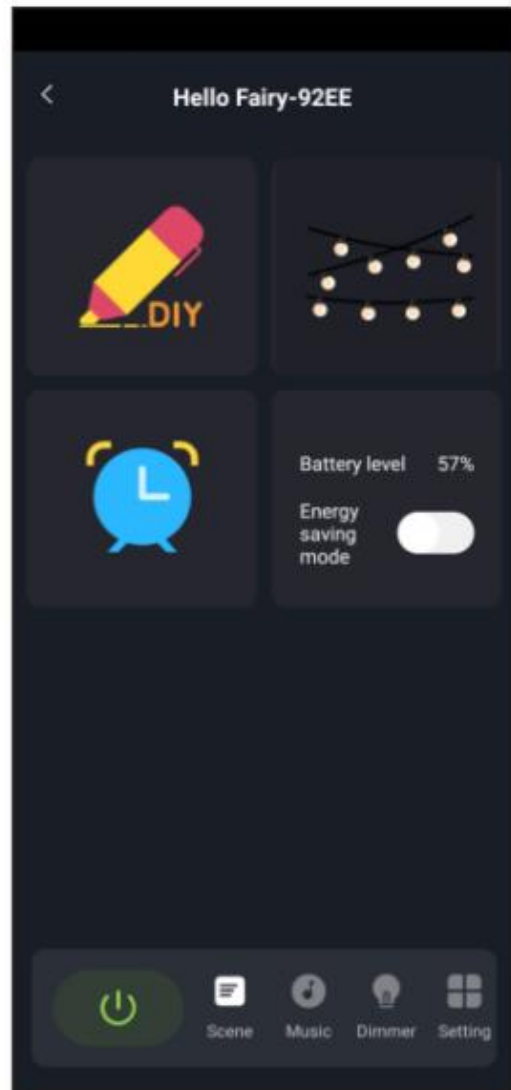 Hello Fairy-92EE
DIY
Battery level 57%
Energy
saving
mode
Scene Music Dimmer Setting